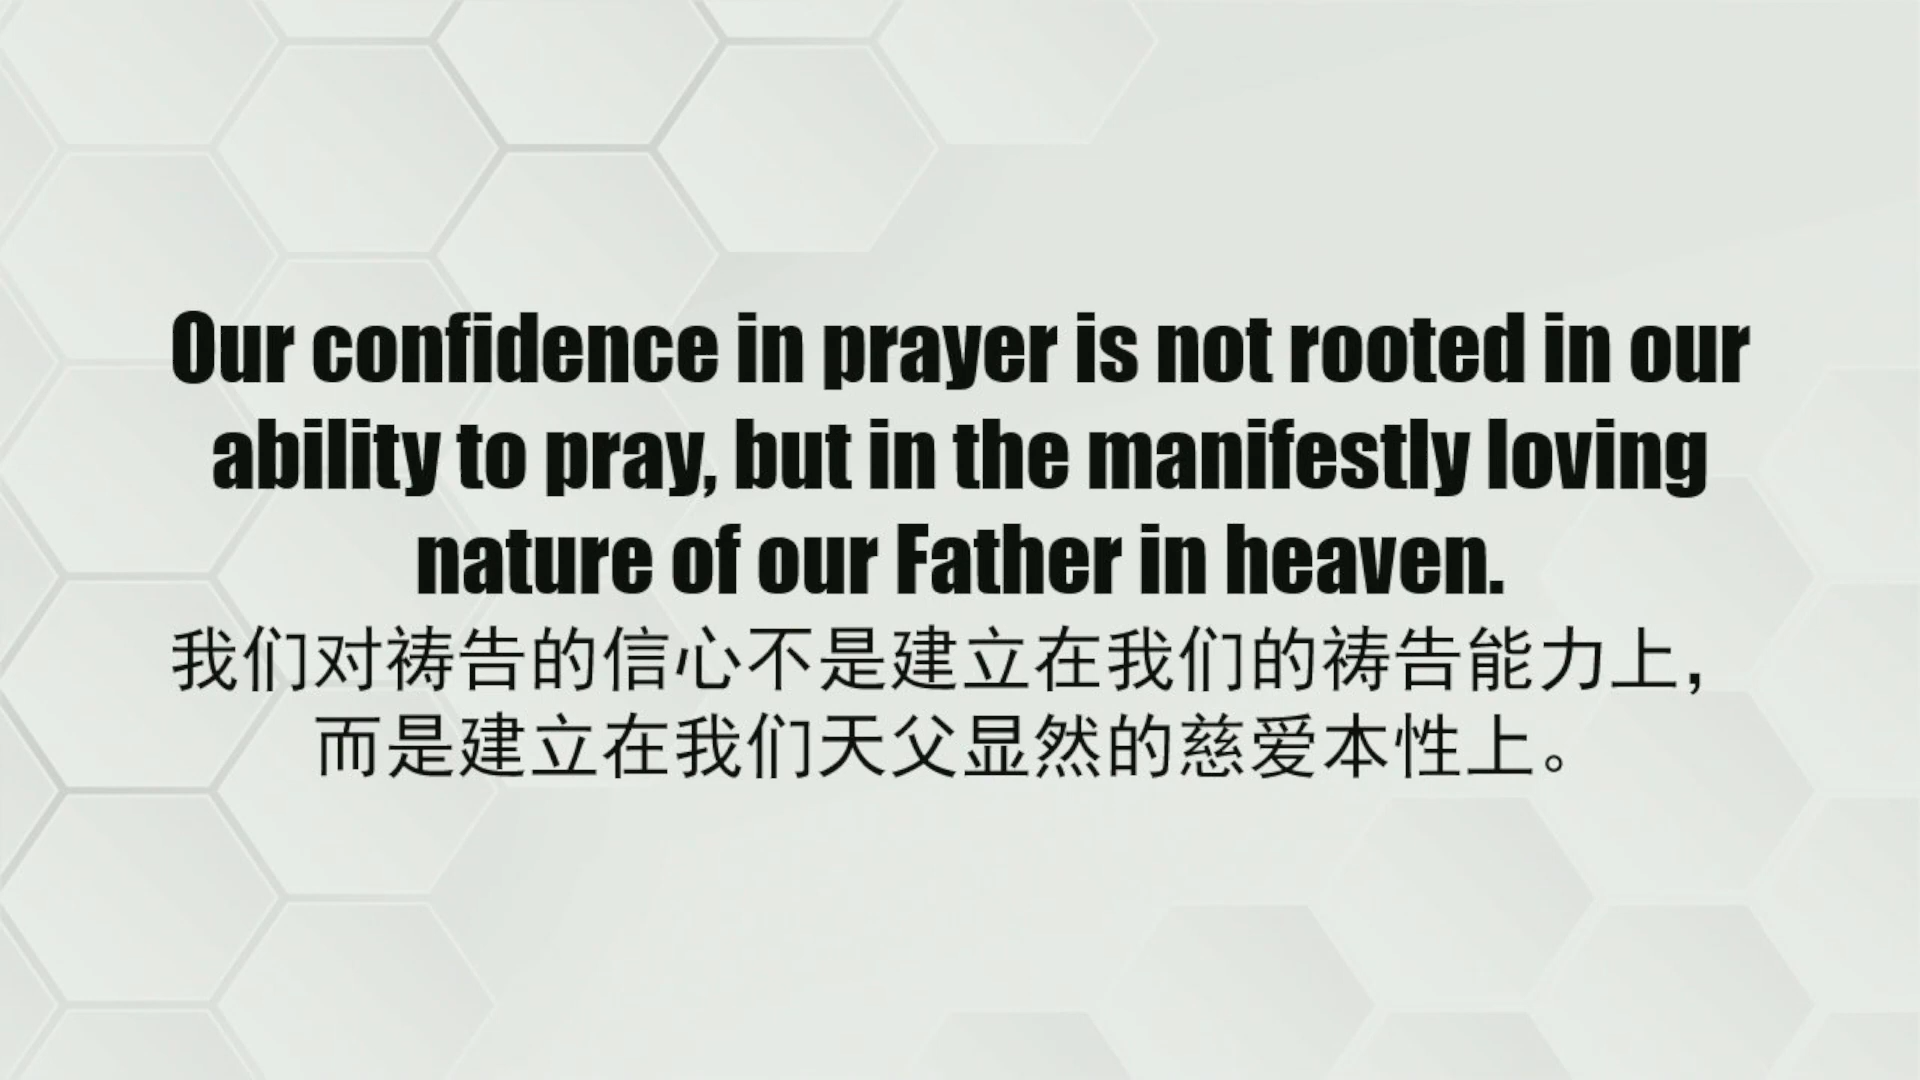 Our confidence in prayer is not rooted in our
ability to pray, but in the manifestly loving
nature of our Father in heaven.
我们对祷告的信心不是建立在我们的祷告能力上，
而是建立在我们天父显然的慈爱本性上。